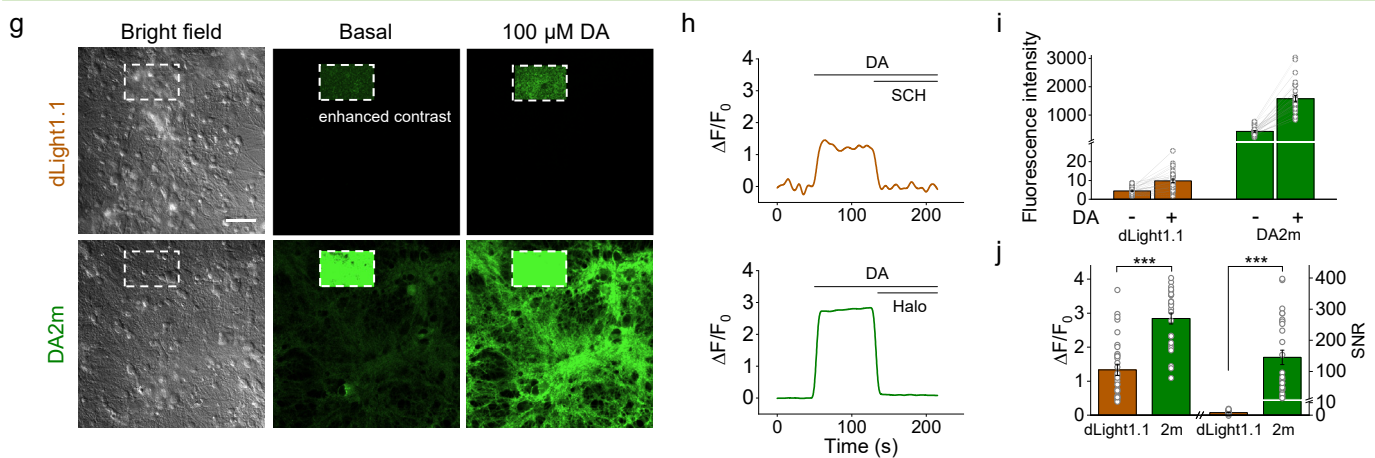 g
Bright field
Basal
100 µM DA
dLight1.1
enhanced contrast
DA2m
h
4
3
2
1
0
ΔF/F0
DA
SCH
0
100
200
4
3
2
1
0
ΔF/F0
DA
Halo
0
100
200
Time (s)
i
Fluorescence intensity
3000
2000
1000
20
10
0
DA
-
+
-
+
dLight1.1
DA2m
j
4
3
2
1
0
ΔF/F0
***
***
400
300
200
100
10
0
SNR
dLight1.1
2m
dLight1.1
2m